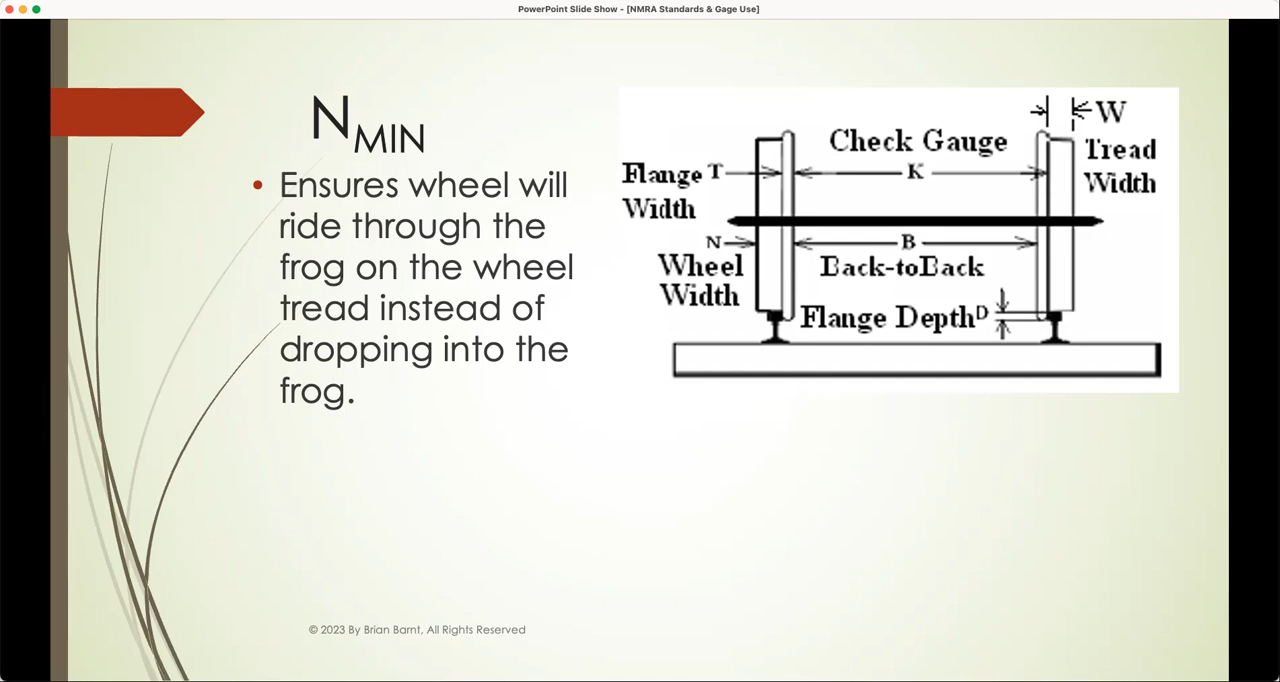 PowerPoint Slide Show - [NMRA Standards & Gage Use]
NMIN
• Ensures wheel will
ride through the
frog on the wheel
tread instead of
dropping into the
frog.
W
Check Gauge
Tread
Width
Flange T
Width
K
N
B
Wheel
Width
Back-toBack
Flange Depth D
© 2023 By Brian Barnt, All Rights Reserved